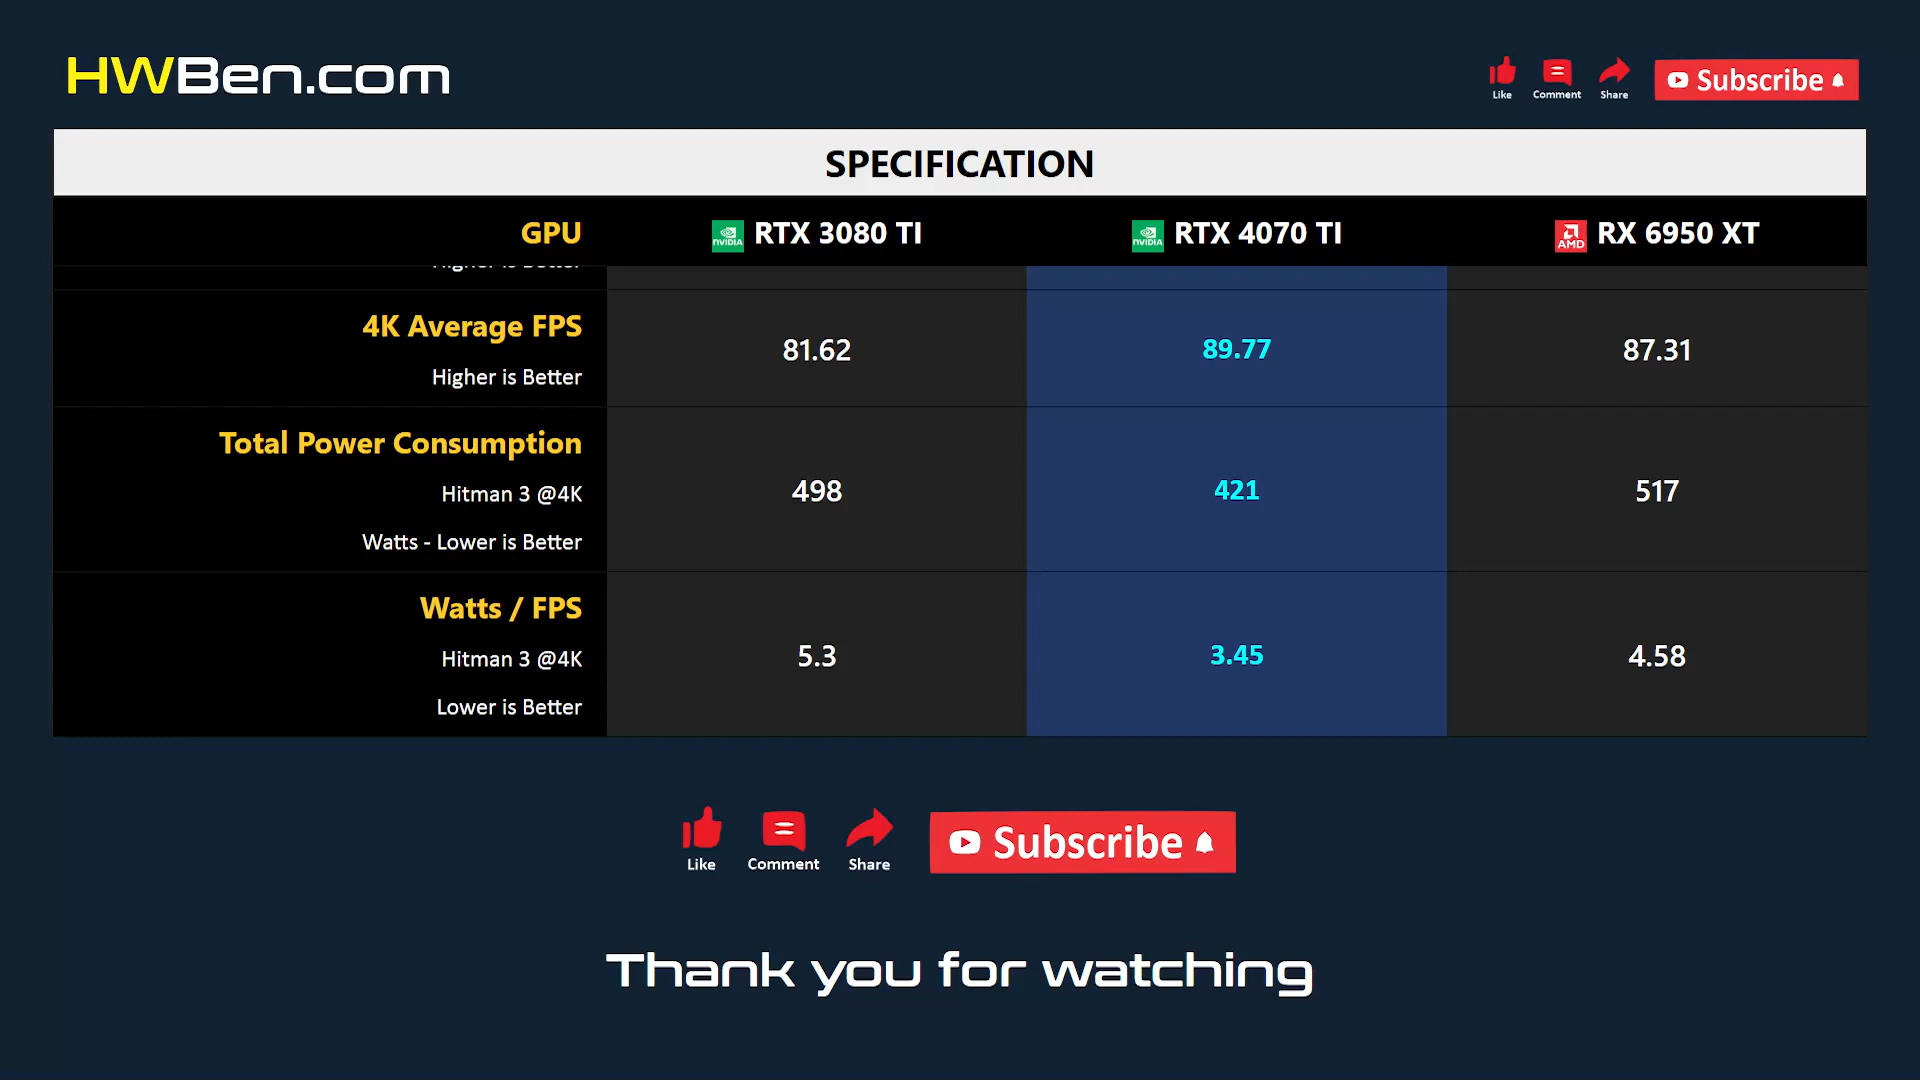 HWBen.com
Like Comment Share Subscribe
SPECIFICATION
GPU NVIDIA RTX 3080 TI NVIDIA RTX 4070 TI AMD RX 6950 XT
Higher is Better
4K Average FPS
Higher is Better
81.62 89.77 87.31
Total Power Consumption
Hitman 3 @4K
Watts - Lower is Better
498 421 517
Watts / FPS
Hitman 3 @4K
Lower is Better
5.3 3.45 4.58
Like Comment Share Subscribe
Thank you for watching